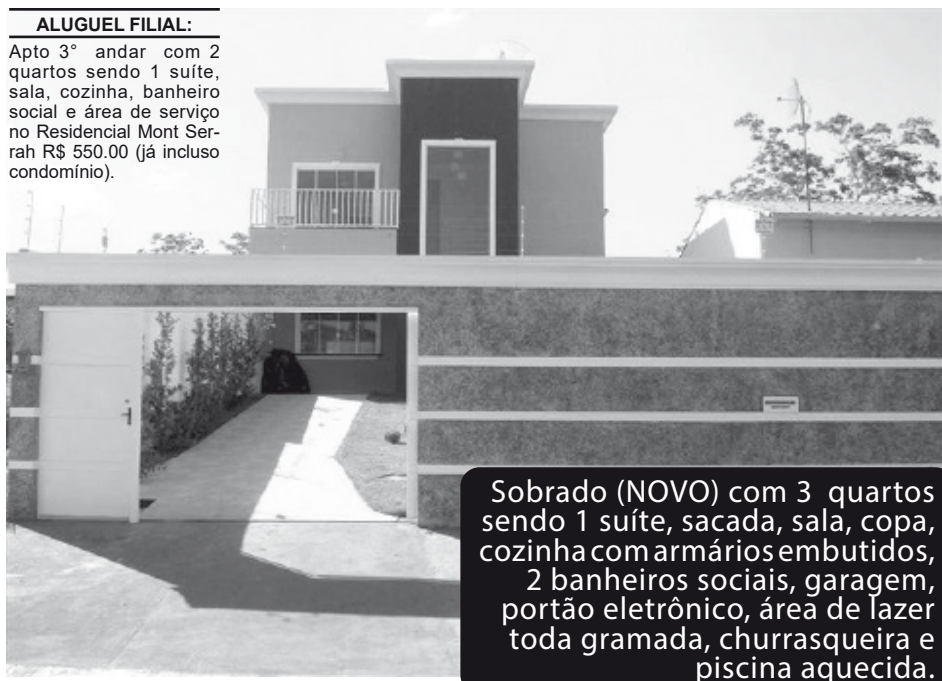 ALUGUEL FILIAL:
Apto 3° andar com 2
quartos sendo 1 suíte,
sala, cozinha, banheiro
social e área de serviço
no Residencial Mont Ser-
rah R$ 550.00 (já incluso
condomínio).
Sobrado (NOVO) com 3 quartos
sendo 1 suíte, sacada, sala, copa,
cozinha com armários embutidos,
2 banheiros sociais, garagem,
portão eletrônico, área de lazer
toda gramada, churrasqueira e
piscina aquecida.